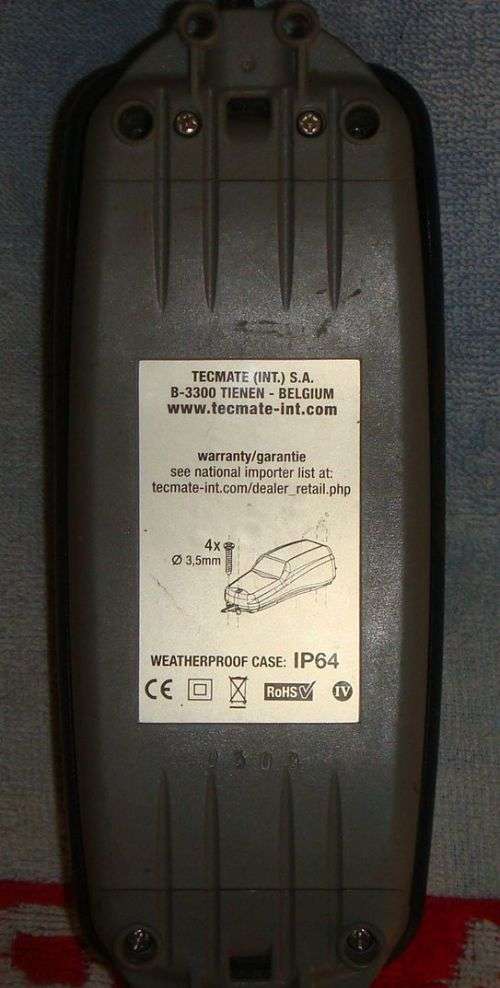 TECMATE (INT.) S.A.
B-3300 TIENEN - BELGIUM
www.tecmate-int.com
warranty/garantie
see national importer list at:
tecmate-int.com/dealer_retail.php
4x
Ø 3,5mm
WEATHERPROOF CASE: IP64
CE RoHS IV